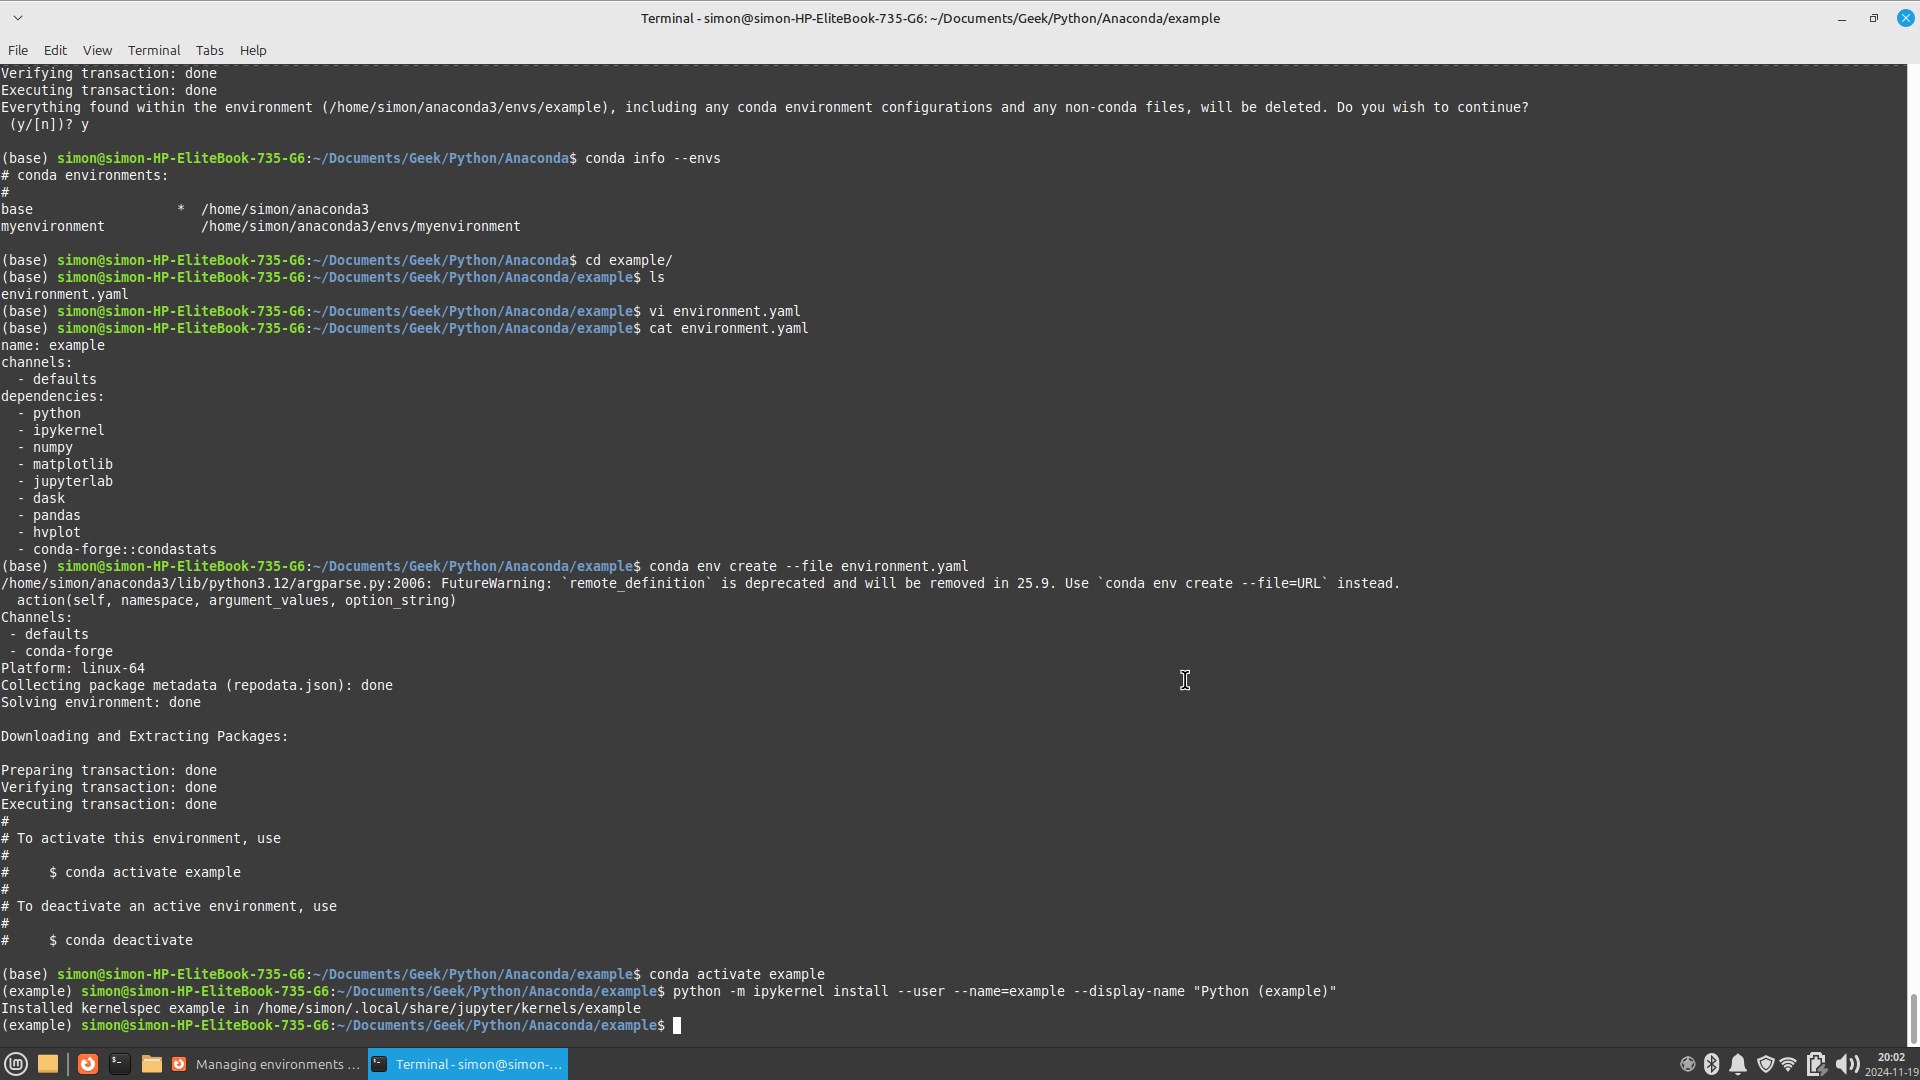 Terminal - simon@simon-HP-EliteBook-735-G6: ~/Documents/Geek/Python/Anaconda/example
File Edit View Terminal Tabs Help
Verifying transaction: done
Executing transaction: done
Everything found within the environment (/home/simon/anaconda3/envs/example), including any conda environment configurations and any non-conda files, will be deleted. Do you wish to continue?
 (y/[n])? y
(base) simon@simon-HP-EliteBook-735-G6:~/Documents/Geek/Python/Anaconda$ conda info --envs
# conda environments:
#
base                  *  /home/simon/anaconda3
myenvironment            /home/simon/anaconda3/envs/myenvironment
(base) simon@simon-HP-EliteBook-735-G6:~/Documents/Geek/Python/Anaconda$ cd example/
(base) simon@simon-HP-EliteBook-735-G6:~/Documents/Geek/Python/Anaconda/example$ ls
environment.yaml
(base) simon@simon-HP-EliteBook-735-G6:~/Documents/Geek/Python/Anaconda/example$ vi environment.yaml
(base) simon@simon-HP-EliteBook-735-G6:~/Documents/Geek/Python/Anaconda/example$ cat environment.yaml
name: example
channels:
  - defaults
dependencies:
  - python
  - ipykernel
  - numpy
  - matplotlib
  - jupyterlab
  - dask
  - pandas
  - hvplot
  - conda-forge::condastats
(base) simon@simon-HP-EliteBook-735-G6:~/Documents/Geek/Python/Anaconda/example$ conda env create --file environment.yaml
/home/simon/anaconda3/lib/python3.12/argparse.py:2006: FutureWarning: `remote_definition` is deprecated and will be removed in 25.9. Use `conda env create --file=URL` instead.
  action(self, namespace, argument_values, option_string)
Channels:
 - defaults
 - conda-forge
Platform: linux-64
Collecting package metadata (repodata.json): done
Solving environment: done
Downloading and Extracting Packages:
Preparing transaction: done
Verifying transaction: done
Executing transaction: done
#
# To activate this environment, use
#
#     $ conda activate example
#
# To deactivate an active environment, use
#
#     $ conda deactivate
(base) simon@simon-HP-EliteBook-735-G6:~/Documents/Geek/Python/Anaconda/example$ conda activate example
(example) simon@simon-HP-EliteBook-735-G6:~/Documents/Geek/Python/Anaconda/example$ python -m ipykernel install --user --name=example --display-name "Python (example)"
Installed kernelspec example in /home/simon/.local/share/jupyter/kernels/example
(example) simon@simon-HP-EliteBook-735-G6:~/Documents/Geek/Python/Anaconda/example$
Managing environments ...
Terminal - simon@simon-...
20:02
2024-11-19